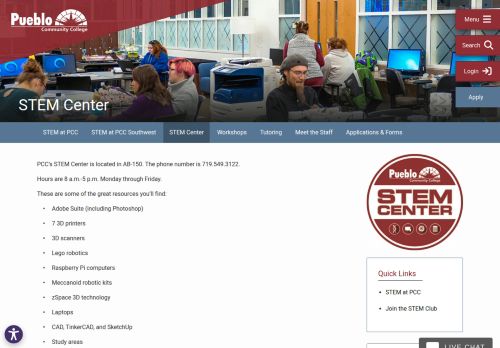 Pueblo
Community College
Menu
Search
Login
Apply
STEM Center
STEM at PCC
STEM at PCC Southwest
STEM Center
Workshops
Tutoring
Meet the Staff
Applications & Forms
PCC's STEM Center is located in AB-150. The phone number is 719.549.3122.
Hours are 8 a.m.-5 p.m. Monday through Friday.
These are some of the great resources you'll find:
• Adobe Suite (including Photoshop)
• 7 3D printers
• 3D scanners
• Lego robotics
• Raspberry Pi computers
• Meccanoid robotic kits
• zSpace 3D technology
• Laptops
• CAD, TinkerCAD, and SketchUp
• Study areas
Pueblo
Community College
STEM
CENTER
Quick Links
• STEM at PCC
• Join the STEM Club
LIVE CHAT